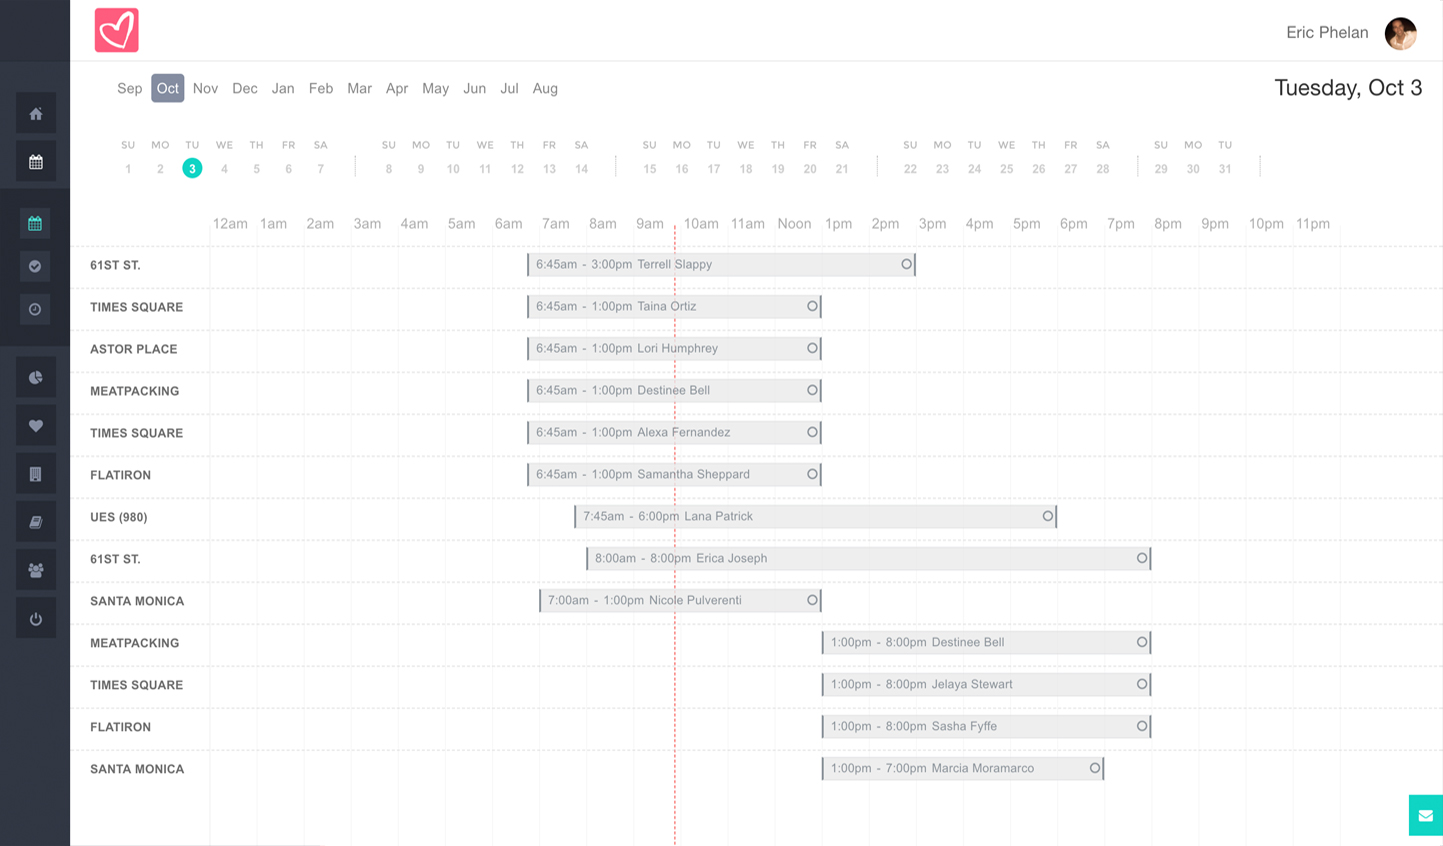 Eric Phelan
Sep Oct Nov Dec Jan Feb Mar Apr May Jun Jul Aug
Tuesday, Oct 3
SU MO TU WE TH FR SA SU MO TU WE TH FR SA SU MO TU WE TH FR SA SU MO TU WE TH FR SA SU MO TU
1 2 3 4 5 6 7 8 9 10 11 12 13 14 15 16 17 18 19 20 21 22 23 24 25 26 27 28 29 30 31
12am 1am 2am 3am 4am 5am 6am 7am 8am 9am 10am 11am Noon 1pm 2pm 3pm 4pm 5pm 6pm 7pm 8pm 9pm 10pm 11pm
61ST ST. 6:45am - 3:00pm Terrell Slappy
TIMES SQUARE 6:45am - 1:00pm Taina Ortiz
ASTOR PLACE 6:45am - 1:00pm Lori Humphrey
MEATPACKING 6:45am - 1:00pm Destinee Bell
TIMES SQUARE 6:45am - 1:00pm Alexa Fernandez
FLATIRON 6:45am - 1:00pm Samantha Sheppard
UES (980) 7:45am - 6:00pm Lana Patrick
61ST ST. 8:00am - 8:00pm Erica Joseph
SANTA MONICA 7:00am - 1:00pm Nicole Pulverenti
MEATPACKING 1:00pm - 8:00pm Destinee Bell
TIMES SQUARE 1:00pm - 8:00pm Jelaya Stewart
FLATIRON 1:00pm - 8:00pm Sasha Fyffe
SANTA MONICA 1:00pm - 7:00pm Marcia Moramarco